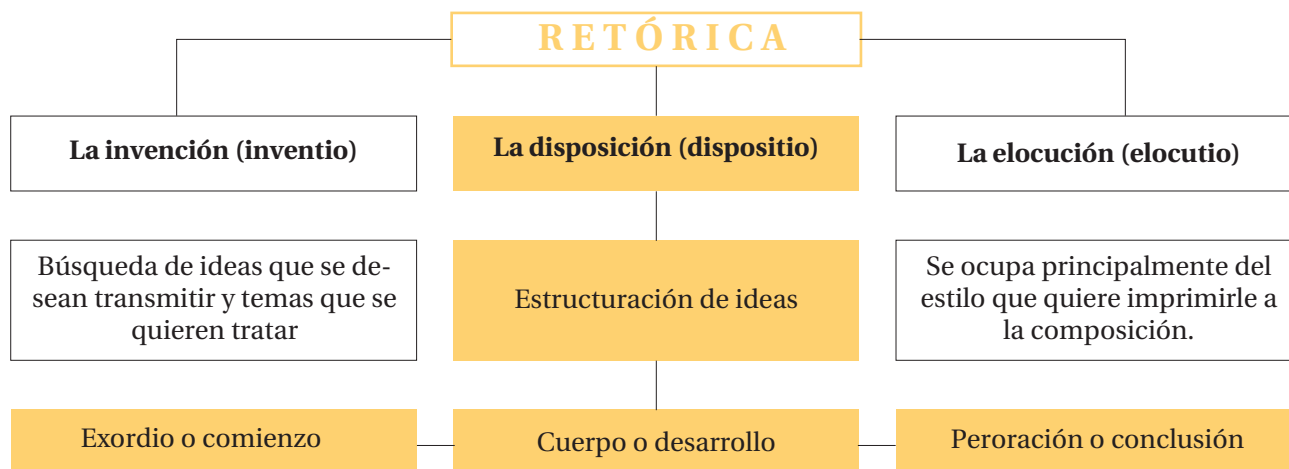 RETÓRICA
La invención (inventio)
La disposición (dispositio)
La elocución (elocutio)
Búsqueda de ideas que se de-
sean transmitir y temas que se
quieren tratar
Estructuración de ideas
Se ocupa principalmente del
estilo que quiere imprimirle a
la composición.
Exordio o comienzo
Cuerpo o desarrollo
Peroración o conclusión